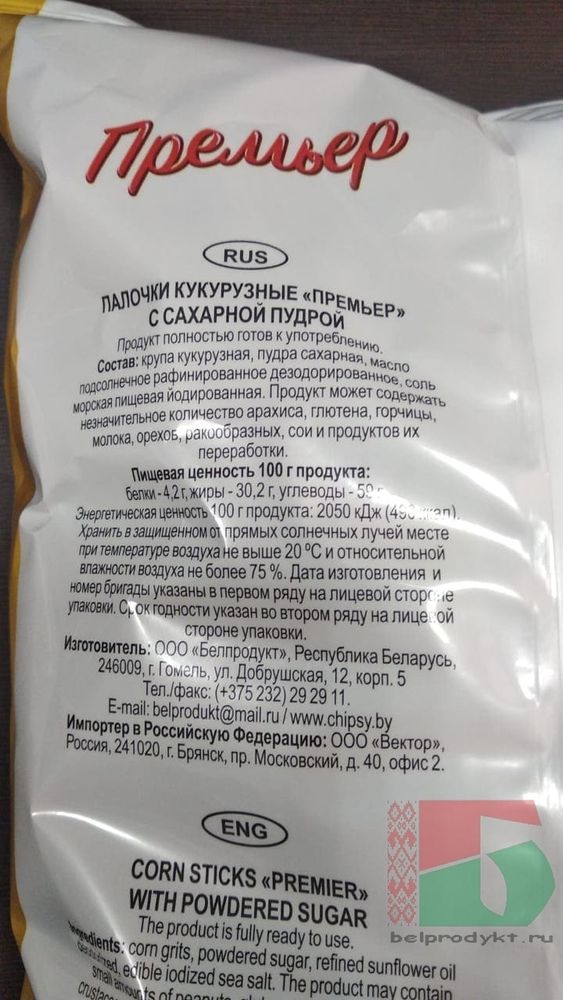 Премьер
RUS
ПАЛОЧКИ КУКУРУЗНЫЕ «ПРЕМЬЕР»
С САХАРНОЙ ПУДРОЙ
Продукт полностью готов к употреблению.
Состав: крупа кукурузная, пудра сахарная, масло
подсолнечное рафинированное дезодорированное, соль
морская пищевая йодированная. Продукт может содержать
незначительное количество арахиса, глютена, горчицы,
молока, орехов, ракообразных, сои и продуктов их
переработки.
Пищевая ценность 100 г продукта:
белки - 4,2 г, жиры - 30,2 г, углеводы - 59 г
Энергетическая ценность 100 г продукта: 2050 кДж
Хранить в защищенном от прямых солнечных лучей месте
при температуре воздуха не выше 20 ºС и относительной
влажности воздуха не более 75 %. Дата изготовления и
номер бригады указаны в первом ряду на лицевой стороне
упаковки. Срок годности указан во втором ряду на лицевой
стороне упаковки.
Изготовитель: ООО «Белпродукт», Республика Беларусь,
246009, г. Гомель, ул. Добрушская, 12, корп. 5
Тел./факс: (+375 232) 29 29 11.
E-mail: belprodukt@mail.ru / www.chipsy.by
Импортер в Российскую Федерацию: ООО «Вектор»,
Россия, 241020, г. Брянск, пр. Московский, д. 40, офис 2.
ENG
CORN STICKS «PREMIER»
WITH POWDERED SUGAR
The product is fully ready to use.
Ingredients: corn grits, powdered sugar, refined sunflower oil
edible iodized sea salt. The product may contain
small amounts of peanuts,
belprodykt.ru